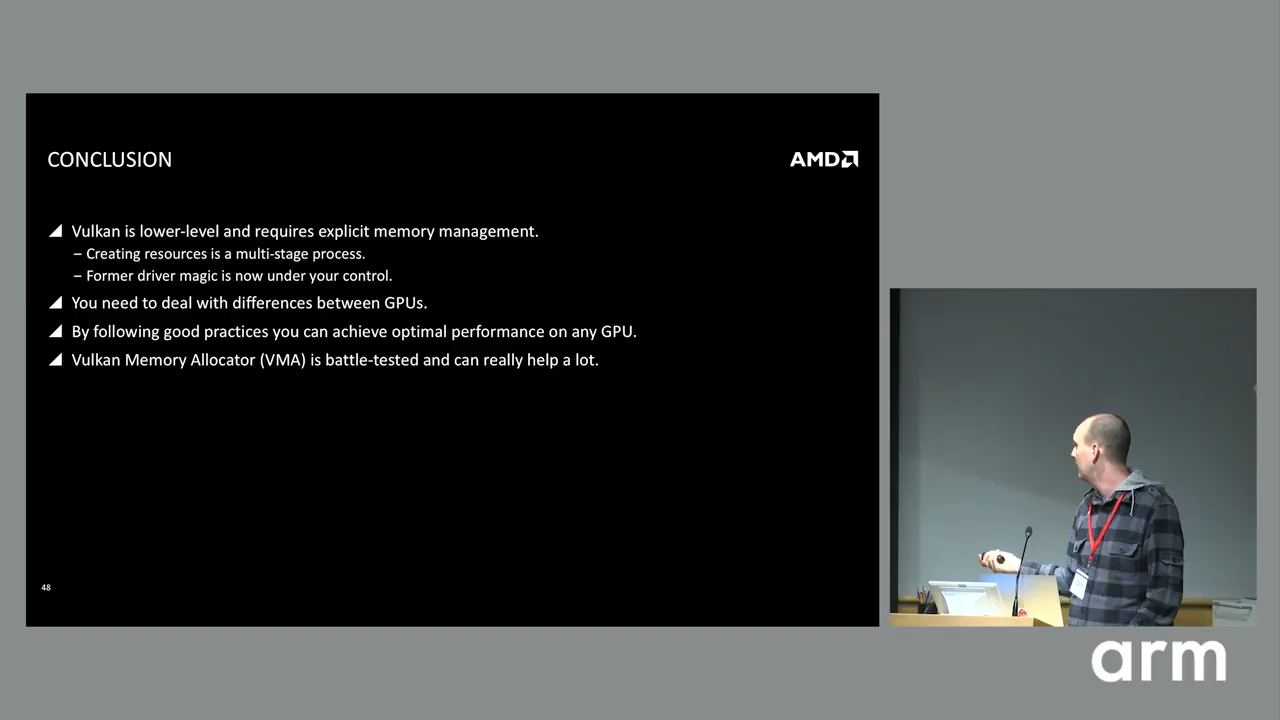 CONCLUSION
AMD
Vulkan is lower-level and requires explicit memory management.
– Creating resources is a multi-stage process.
– Former driver magic is now under your control.
You need to deal with differences between GPUs.
By following good practices you can achieve optimal performance on any GPU.
Vulkan Memory Allocator (VMA) is battle-tested and can really help a lot.
48
arm